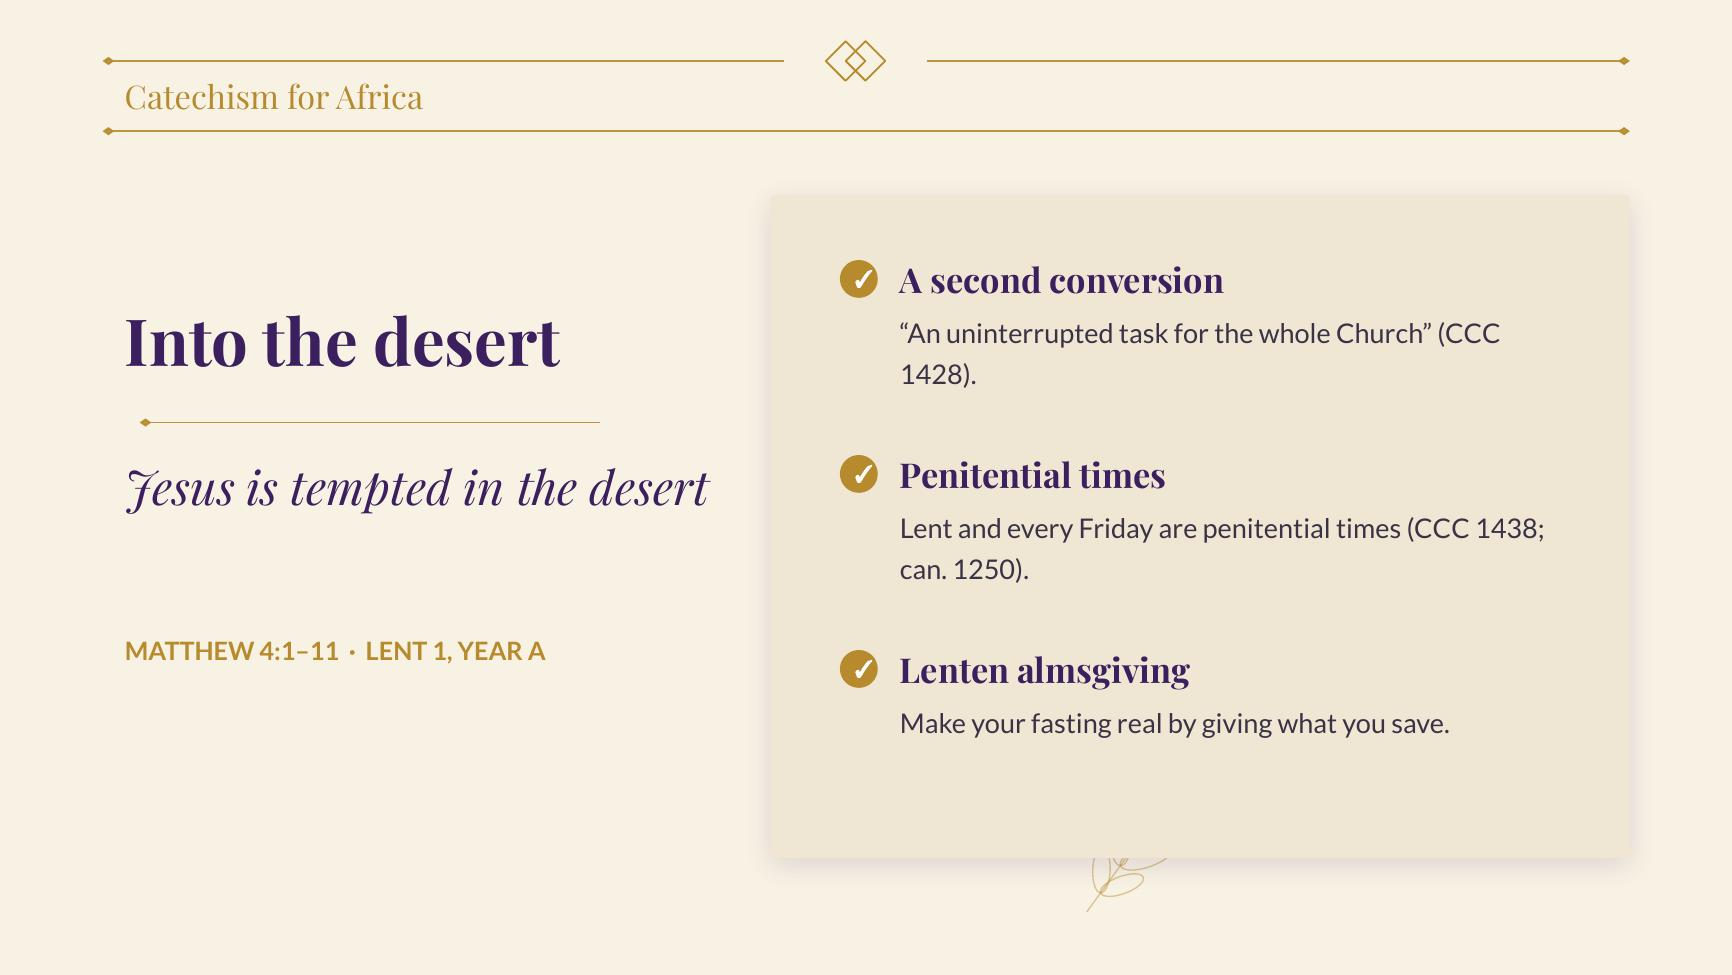 Catechism for Africa
Into the desert
Jesus is tempted in the desert
MATTHEW 4:1–11 · LENT 1, YEAR A
A second conversion
“An uninterrupted task for the whole Church” (CCC
1428).
Penitential times
Lent and every Friday are penitential times (CCC 1438;
can. 1250).
Lenten almsgiving
Make your fasting real by giving what you save.